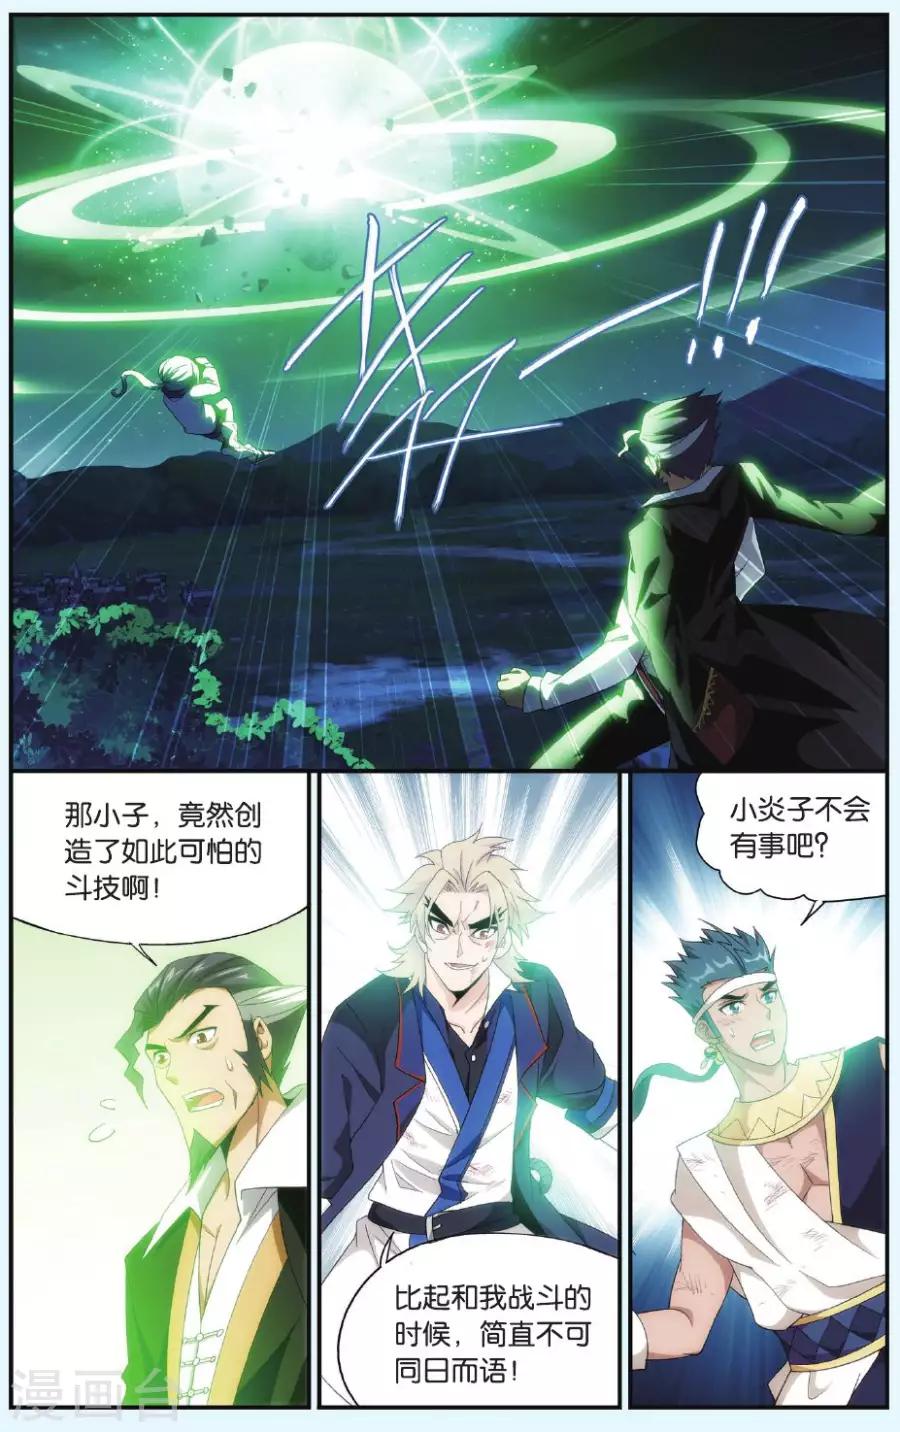 轰——!!!
那小子，竟然创
造了如此可怕的
斗技啊！
比起和我战斗的
时候，简直不可
同日而语！
小炎子不会
有事吧？
漫画台